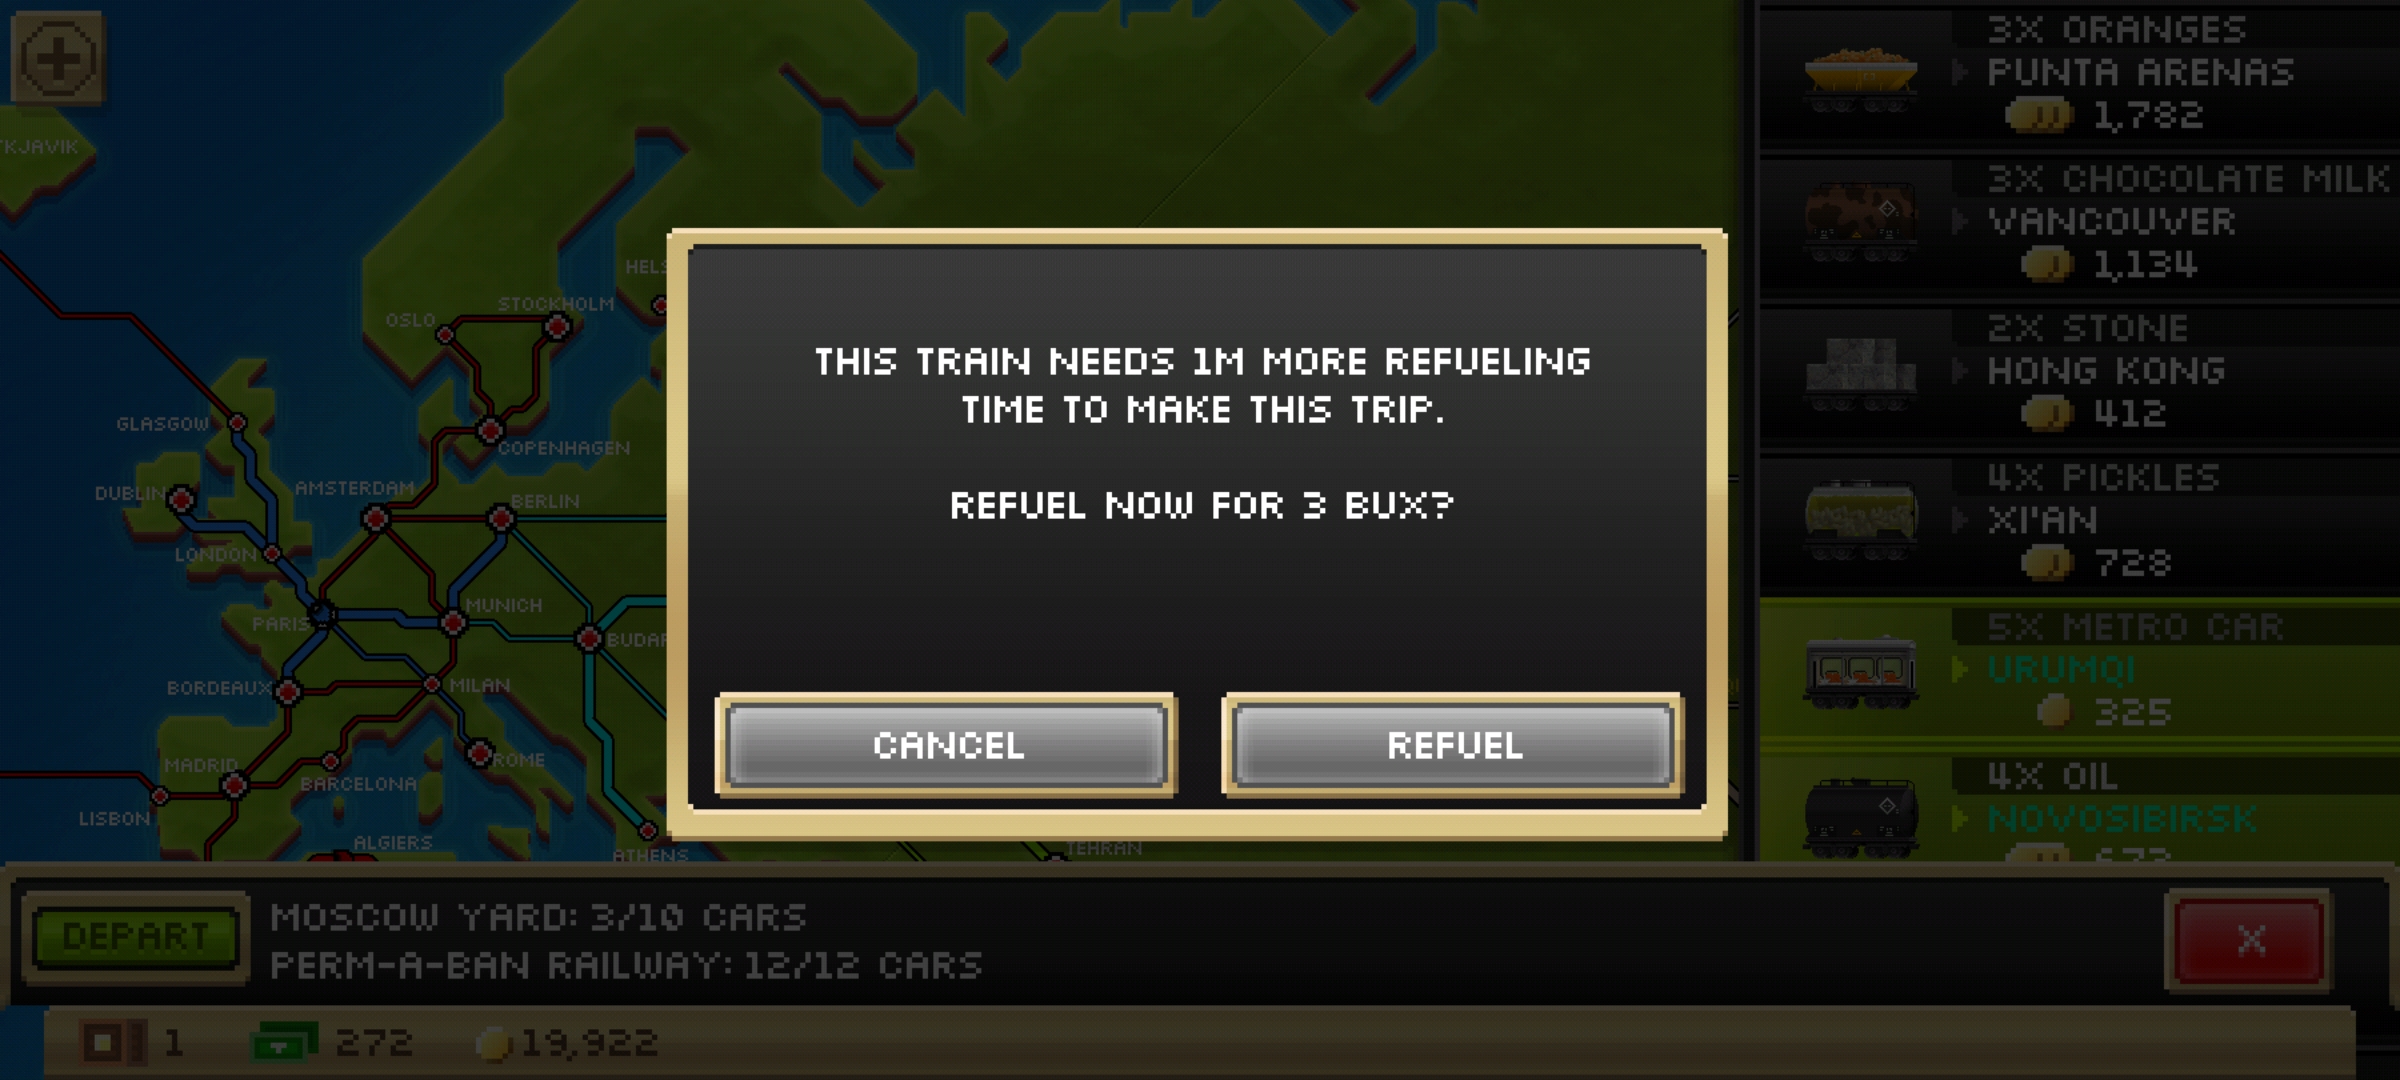 3X ORANGES
PUNTA ARENAS
1,782
3X CHOCOLATE MILK
VANCOUVER
1,134
2X STONE
HONG KONG
412
4X PICKLES
XI'AN
728
5X METRO CAR
URUMQI
325
4X OIL
NOVOSIBIRSK
672
KJAVIK
HELS
STOCKHOLM
OSLO
GLASGOW
COPENHAGEN
DUBLIN
AMSTERDAM
BERLIN
LONDON
MUNICH
PARIS
BUDAP
BORDEAUX
MILAN
MADRID
ROME
BARCELONA
LISBON
ALGIERS
ATHENS
TEHRAN
THIS TRAIN NEEDS 1M MORE REFUELING
TIME TO MAKE THIS TRIP.
REFUEL NOW FOR 3 BUX?
CANCEL
REFUEL
DEPART
MOSCOW YARD: 3/10 CARS
PERM-A-BAN RAILWAY: 12/12 CARS
X
1
272
19,922